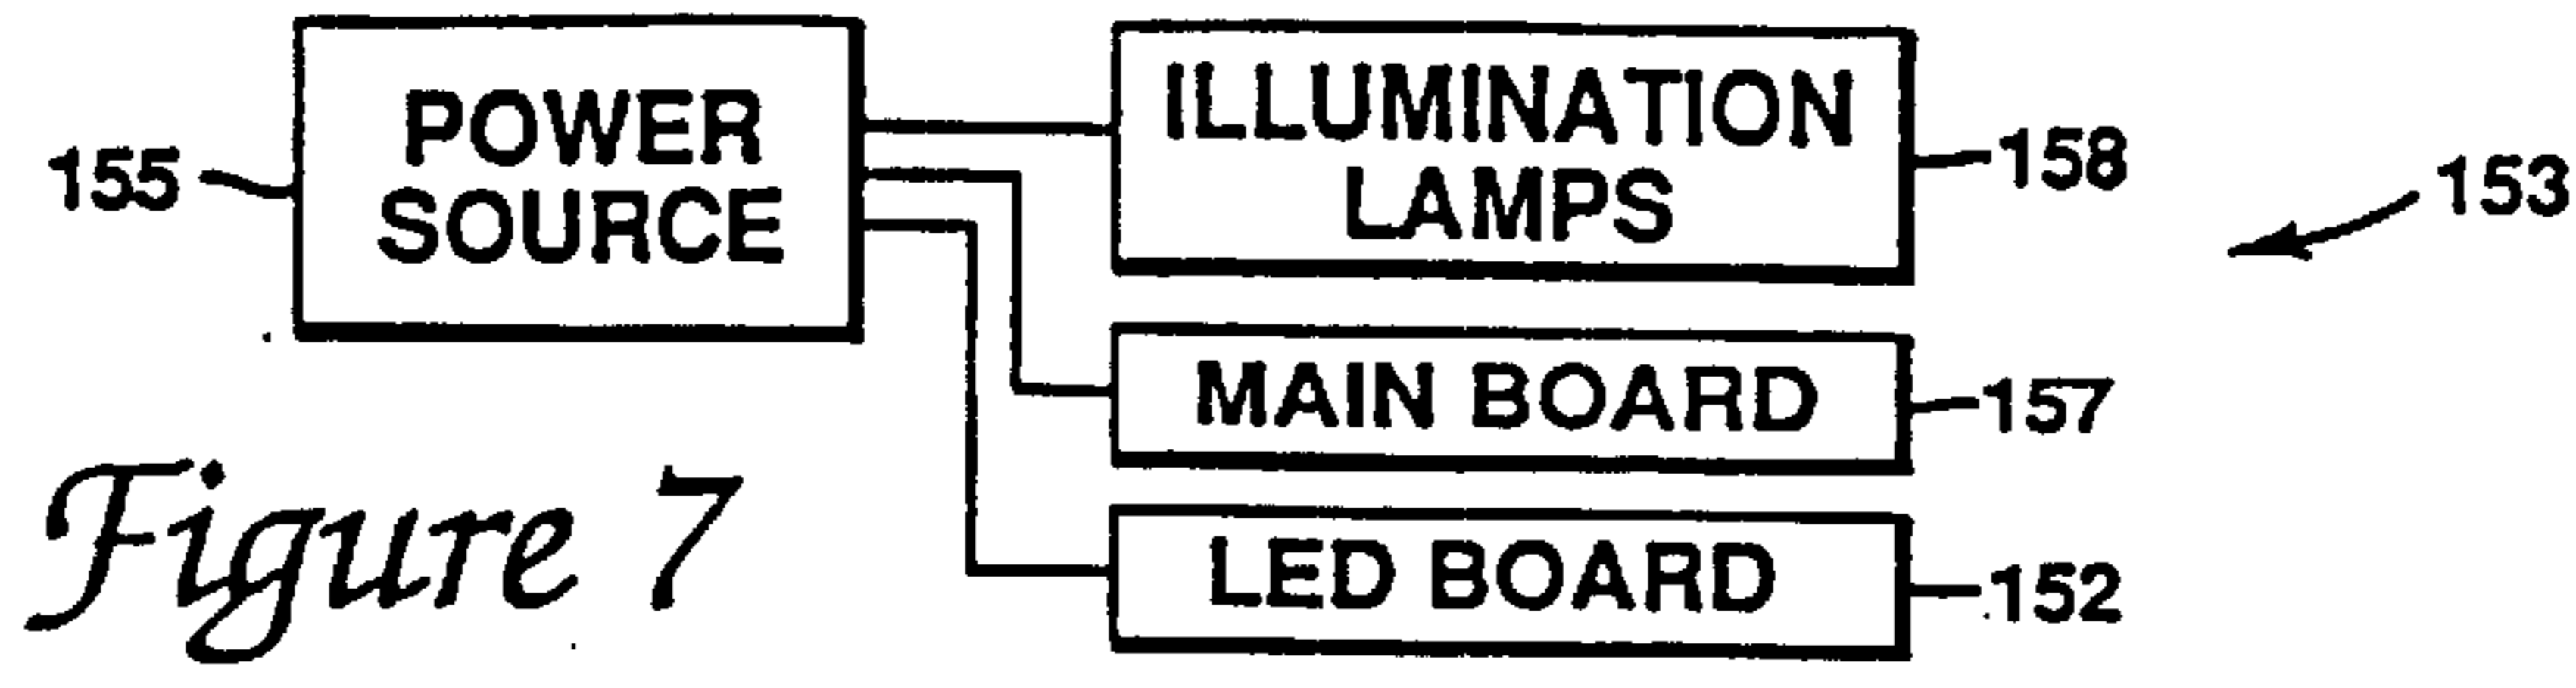 POWER
SOURCE
155
ILLUMINATION
LAMPS
158
153
MAIN BOARD
157
LED BOARD
152
Figure 7